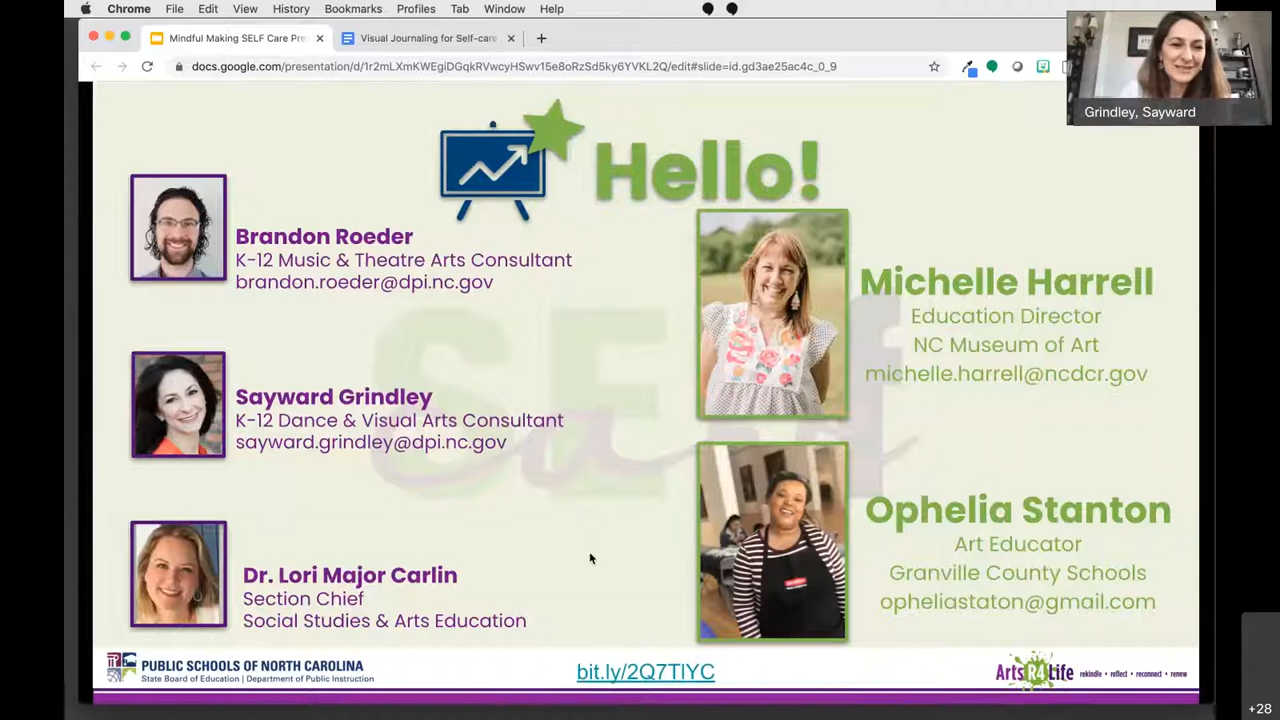 Chrome File Edit View History Bookmarks Profiles Tab Window Help
Mindful Making SELF Care Pre
Visual Journaling for Self-care
docs.google.com/presentation/d/1r2mLXmKWEgiDGqkRVwcyHSwv15e8oRzSd5ky6YVKL2Q/edit#slide=id.gd3ae25ac4c_0_9
Grindley, Sayward
Hello!
Brandon Roeder
K-12 Music & Theatre Arts Consultant
brandon.roeder@dpi.nc.gov
Sayward Grindley
K-12 Dance & Visual Arts Consultant
sayward.grindley@dpi.nc.gov
Dr. Lori Major Carlin
Section Chief
Social Studies & Arts Education
Michelle Harrell
Education Director
NC Museum of Art
michelle.harrell@ncdcr.gov
Ophelia Stanton
Art Educator
Granville County Schools
opheliastaton@gmail.com
SELF
Care
PUBLIC SCHOOLS OF NORTH CAROLINA
State Board of Education | Department of Public Instruction
bit.ly/2Q7TIYC
Arts R4 Life
rekindle • reflect • reconnect • renew
+28